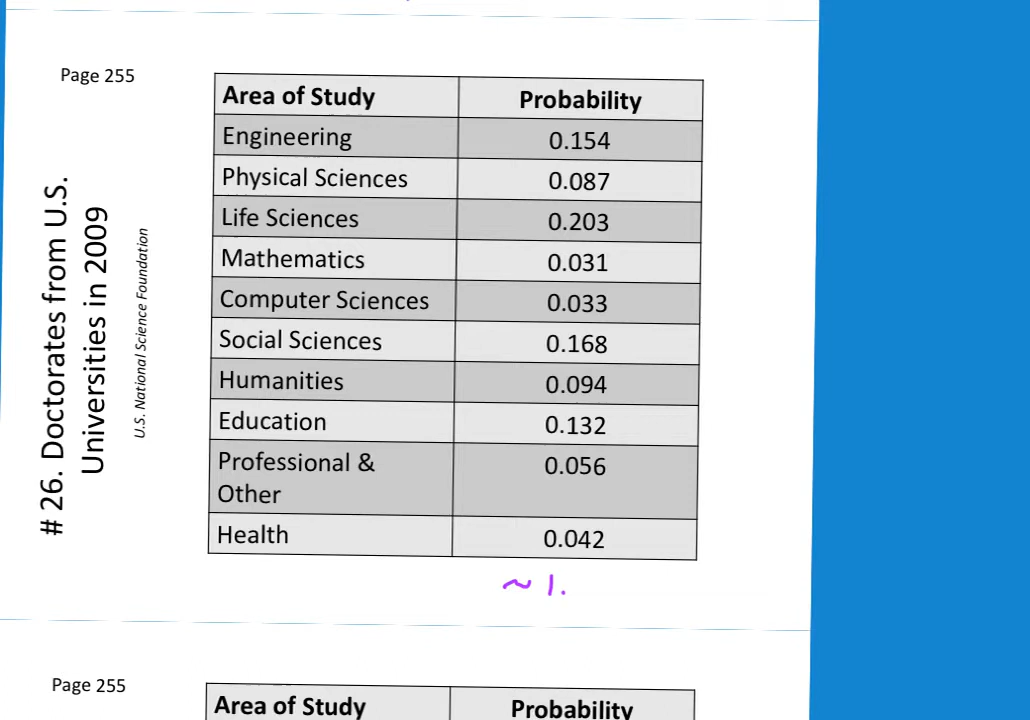 Page 255
# 26. Doctorates from U.S.
Universities in 2009
U.S. National Science Foundation
Area of Study Probability
Engineering 0.154
Physical Sciences 0.087
Life Sciences 0.203
Mathematics 0.031
Computer Sciences 0.033
Social Sciences 0.168
Humanities 0.094
Education 0.132
Professional & 0.056
Other
Health 0.042
~ 1.
Page 255
Area of Study Probability